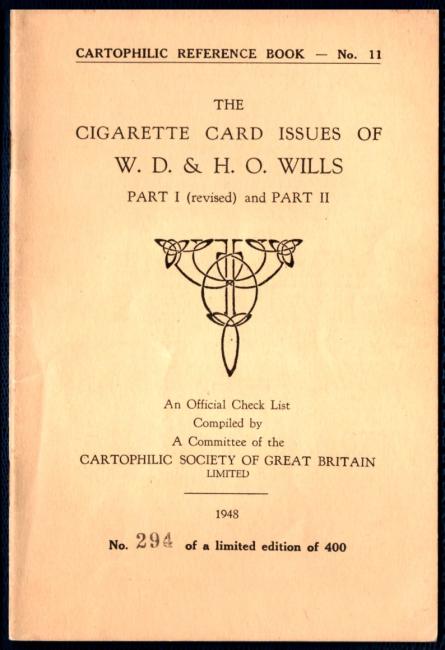 CARTOPHILIC REFERENCE BOOK — No. 11
THE
CIGARETTE CARD ISSUES OF
W. D. & H. O. WILLS
PART I (revised) and PART II
An Official Check List
Compiled by
A Committee of the
CARTOPHILIC SOCIETY OF GREAT BRITAIN
LIMITED
1948
No. 294 of a limited edition of 400